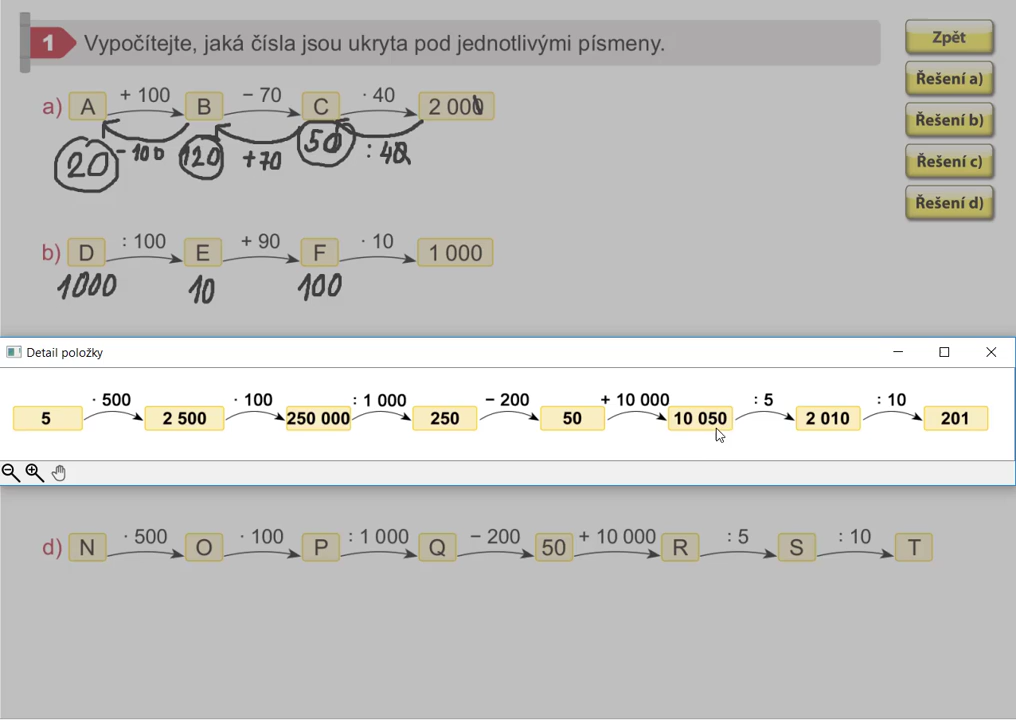 1 Vypočítejte, jaká čísla jsou ukryta pod jednotlivými písmeny.
Zpět
Řešení a)
Řešení b)
Řešení c)
Řešení d)
+ 100 − 70 · 40
a) A B C 2 000
20 - 100 120 +70 50 : 40
: 100 + 90 · 10
b) D E F 1 000
1000 10 100
Detail položky
· 500 · 100 : 1 000 − 200 + 10 000 : 5 : 10
5 2 500 250 000 250 50 10 050 2 010 201
· 500 · 100 : 1 000 − 200 + 10 000 : 5 : 10
d) N O P Q 50 R S T